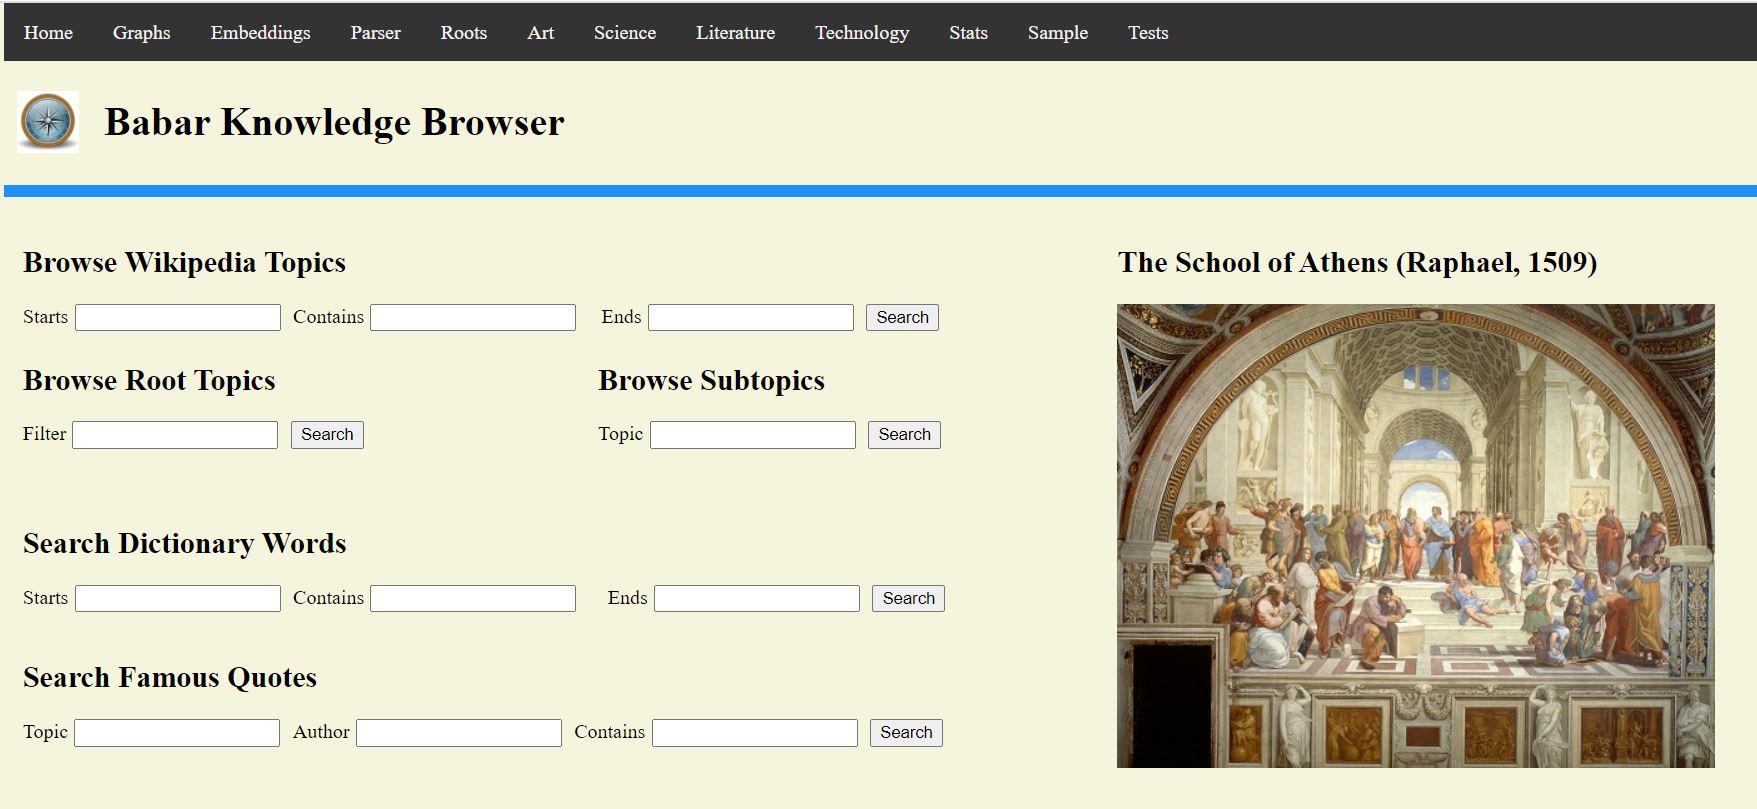 Home Graphs Embeddings Parser Roots Art Science Literature Technology Stats Sample Tests
Babar Knowledge Browser
Browse Wikipedia Topics
Starts Contains Ends Search
Browse Root Topics
Filter Search
Browse Subtopics
Topic Search
Search Dictionary Words
Starts Contains Ends Search
Search Famous Quotes
Topic Author Contains Search
The School of Athens (Raphael, 1509)